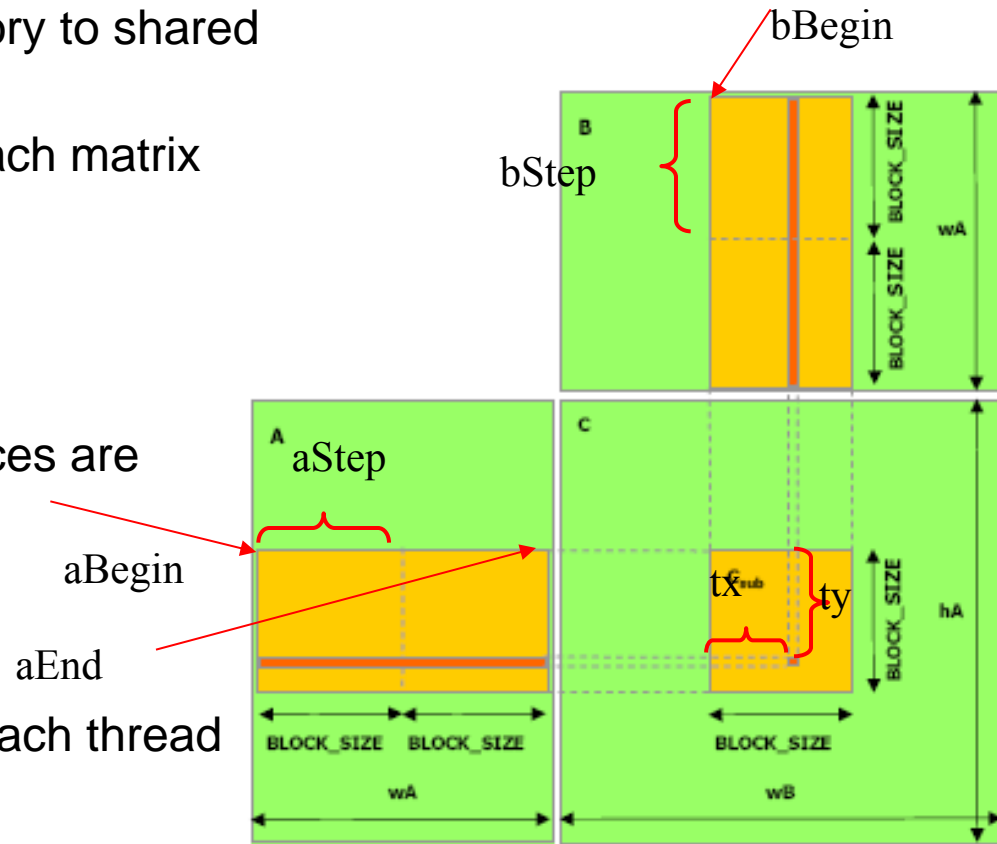 ory to shared
bBegin
B
BLOCK_SIZE
ach matrix
bStep
wA
BLOCK_SIZE
A
aStep
C
ces are
aBegin
tx
Csub
ty
BLOCK_SIZE
hA
aEnd
ach thread
BLOCK_SIZE BLOCK_SIZE
BLOCK_SIZE
wA
wB